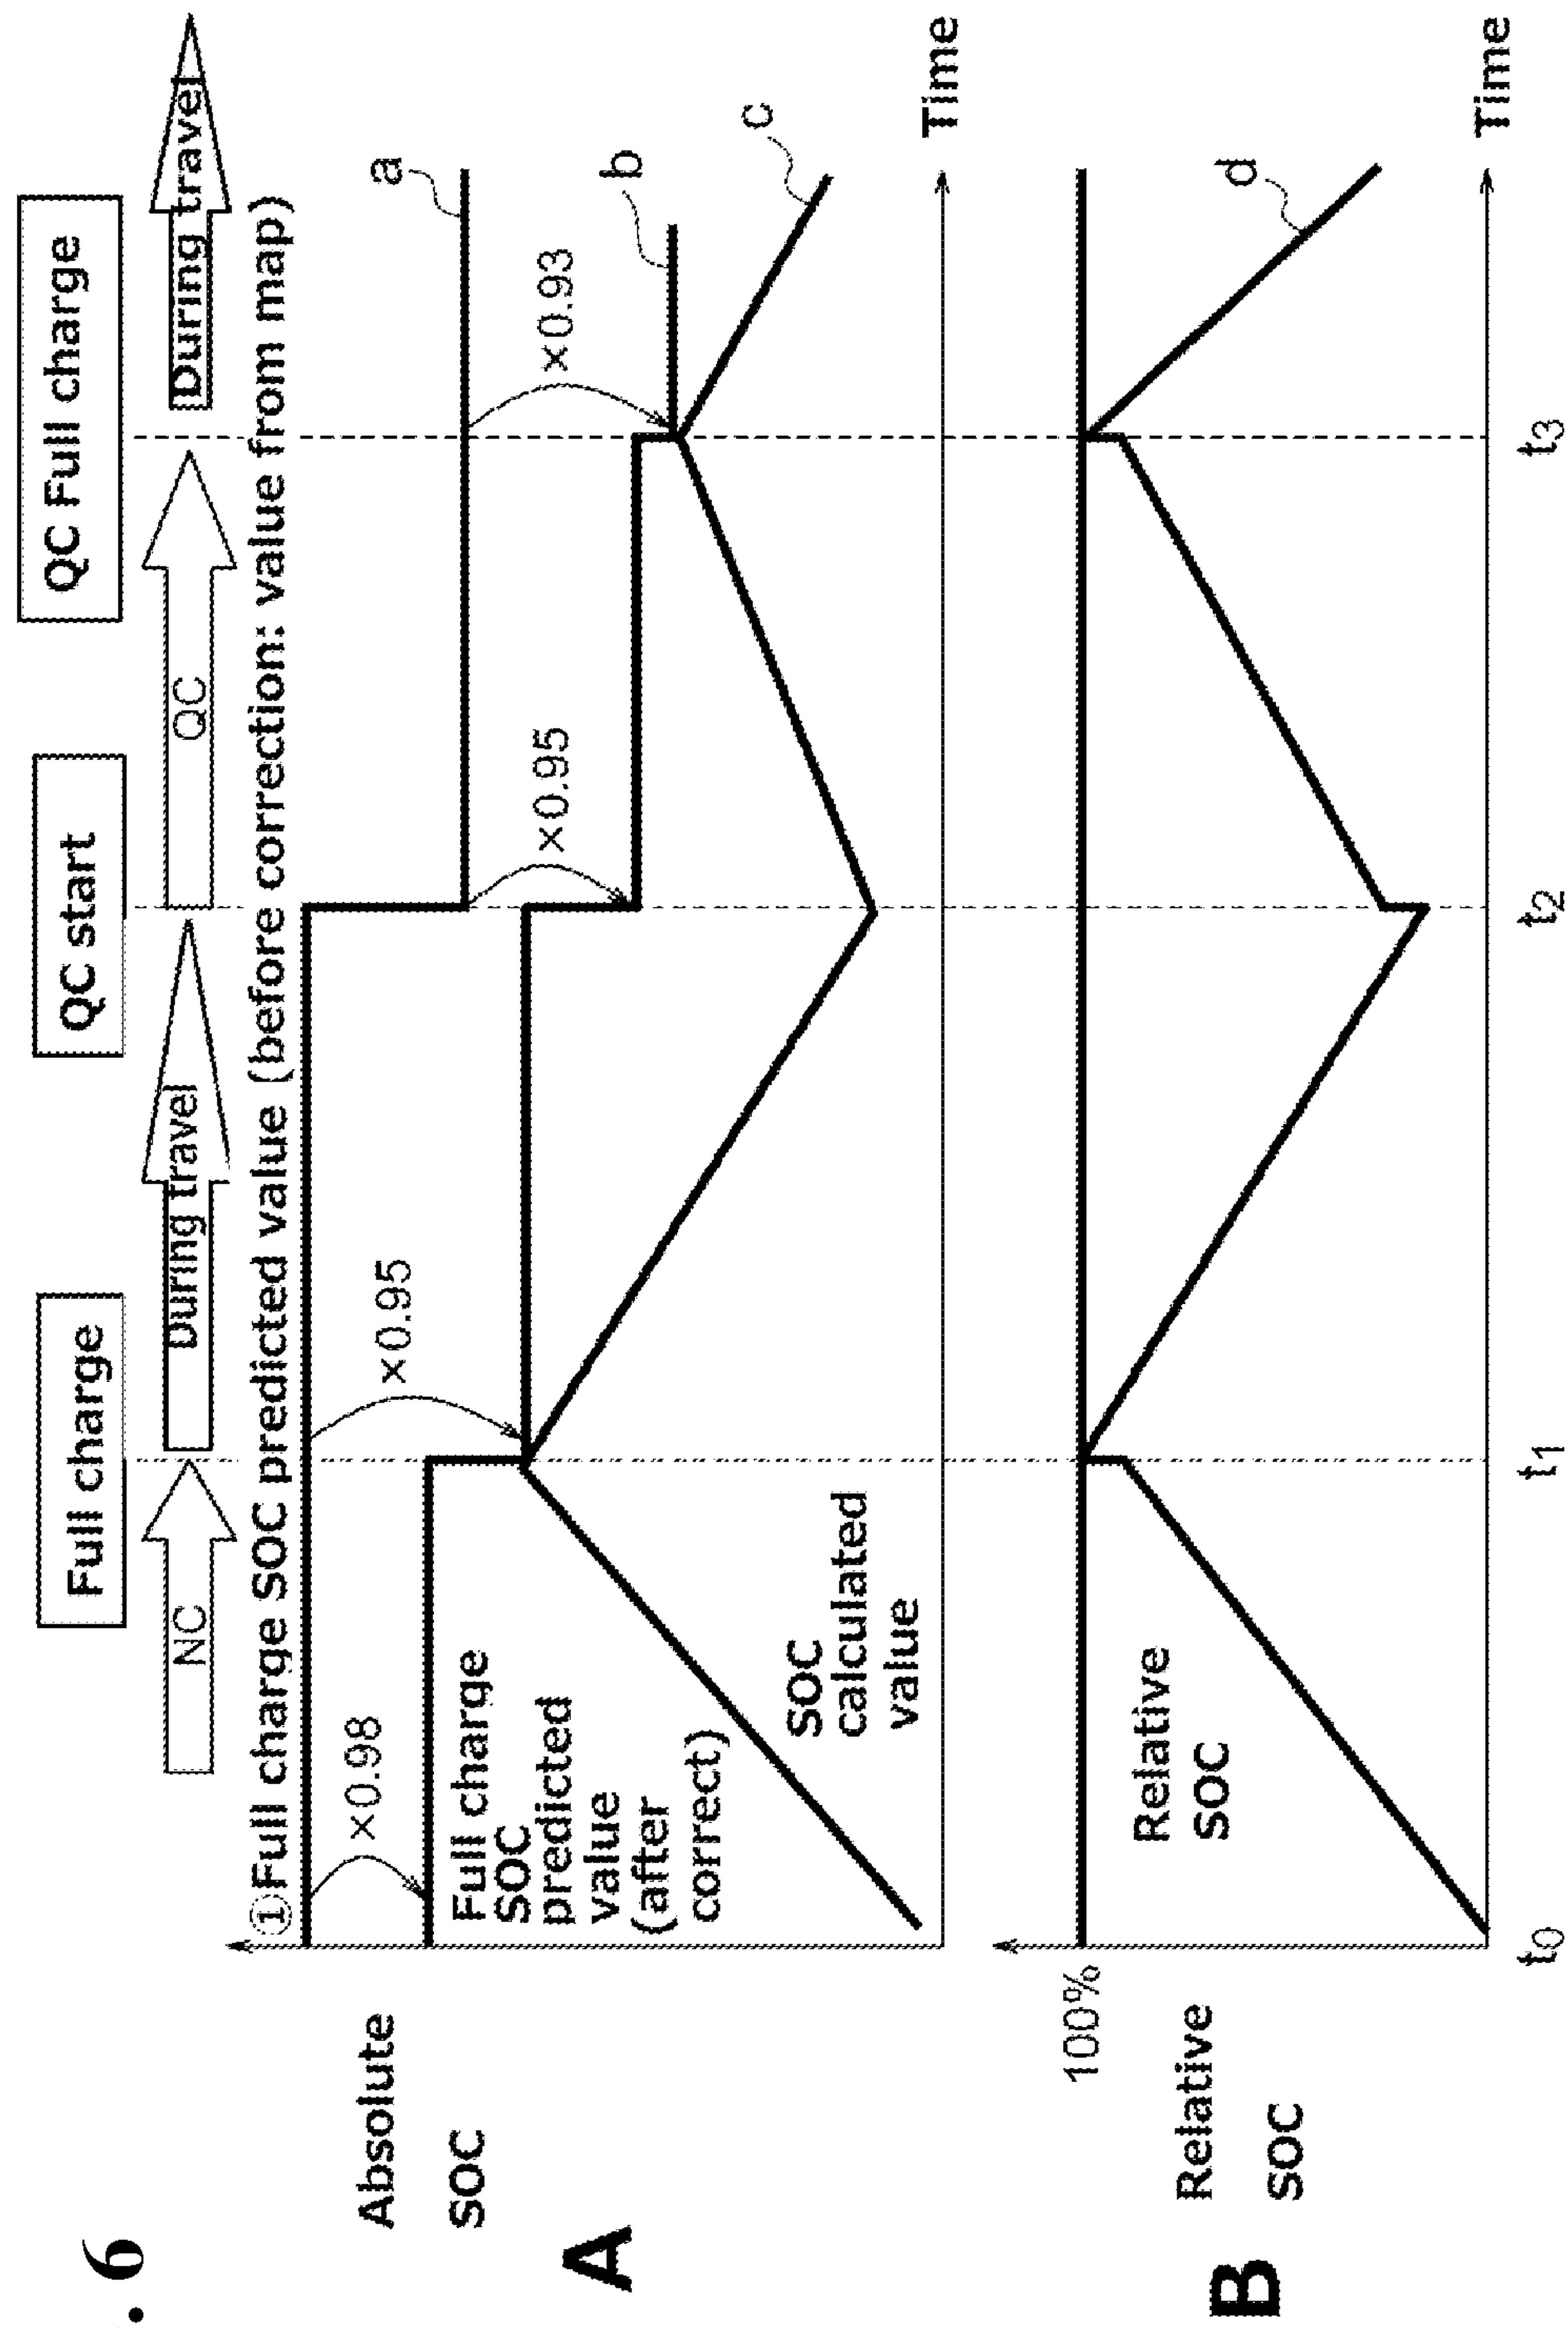 . 6
Full charge
QC start
QC Full charge
NC
During travel
QC
During travel
①Full charge SOC predicted value (before correction: value from map)
Absolute
SOC
A
×0.98
×0.95
×0.95
×0.93
a
b
c
Full charge
SOC
predicted
value
(after
correct)
SOC
calculated
value
Time
100%
Relative
SOC
B
Relative
SOC
d
Time
t0
t1
t2
t3